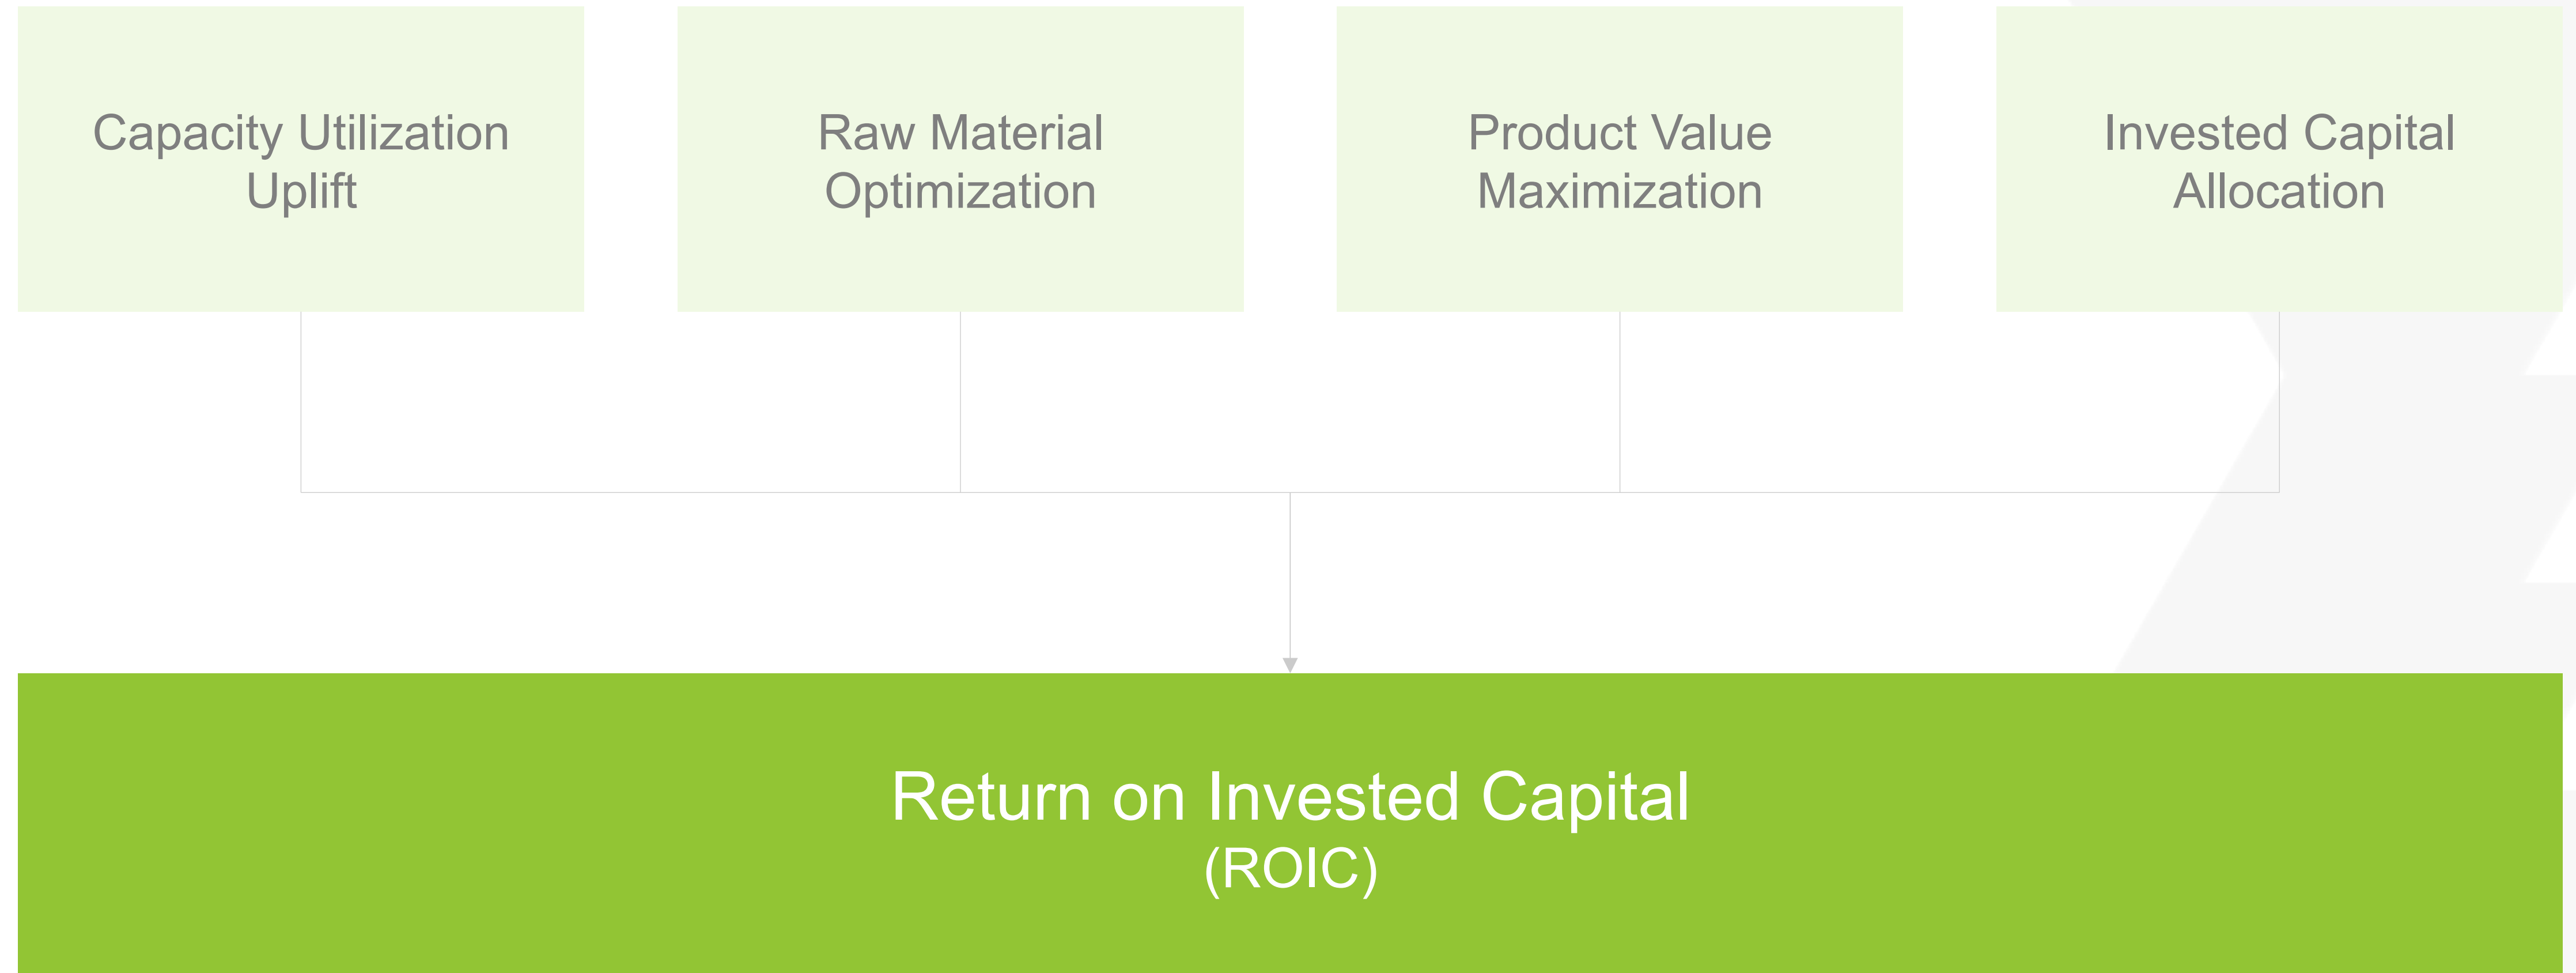 Capacity Utilization
Uplift
Raw Material
Optimization
Product Value
Maximization
Invested Capital
Allocation
Return on Invested Capital
(ROIC)